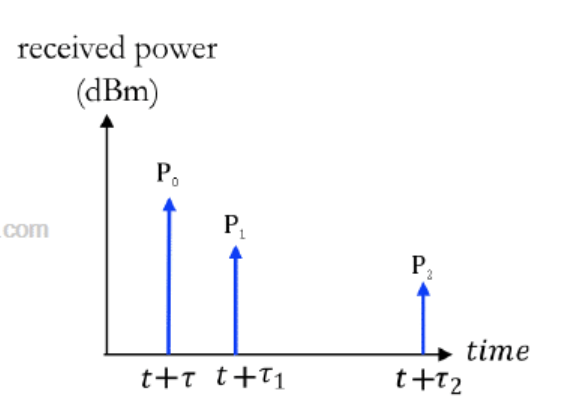 received power
(dBm)
P₀
P₁
.com
P₂
time
t+τ t+τ₁ t+τ₂